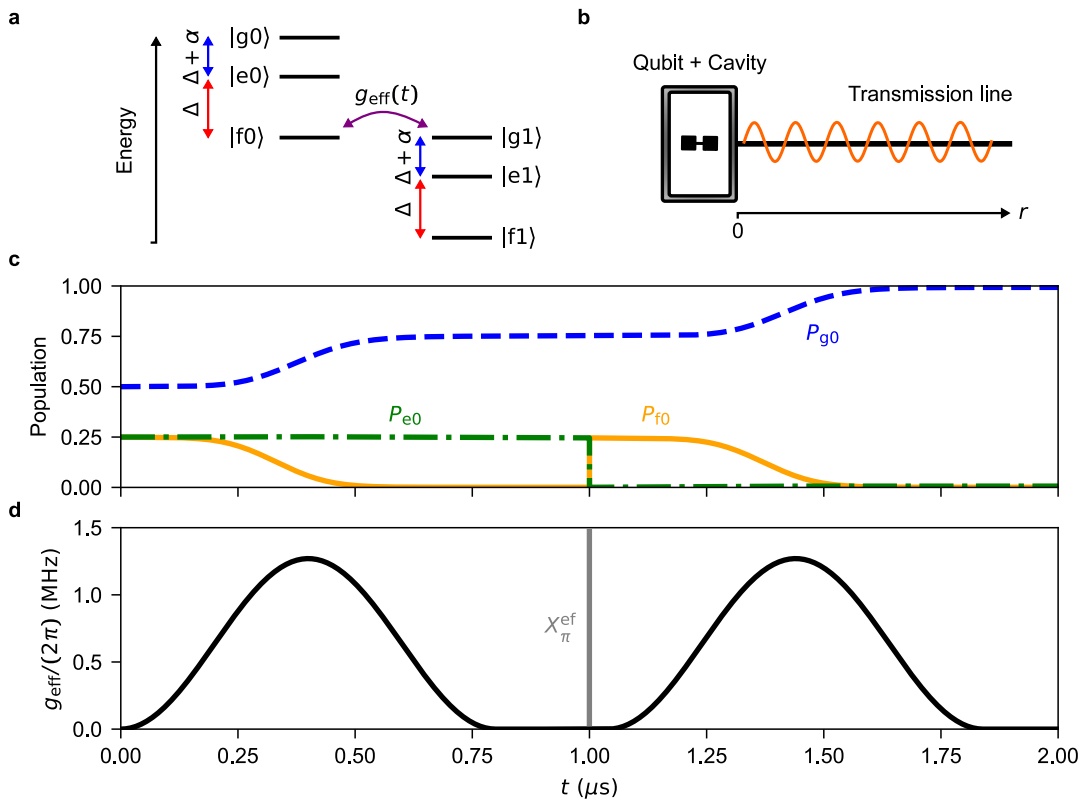 a
|g0⟩
Δ + α
|e0⟩
Δ
|f0⟩
g_eff(t)
|g1⟩
Δ + α
|e1⟩
Δ
|f1⟩
Energy
b
Qubit + Cavity
Transmission line
0
r
c
1.00
0.75
0.50
0.25
0.00
Population
P_g0
P_e0
P_f0
d
1.5
1.0
0.5
0.0
g_eff/(2π) (MHz)
X_π^ef
0.00 0.25 0.50 0.75 1.00 1.25 1.50 1.75 2.00
t (μs)